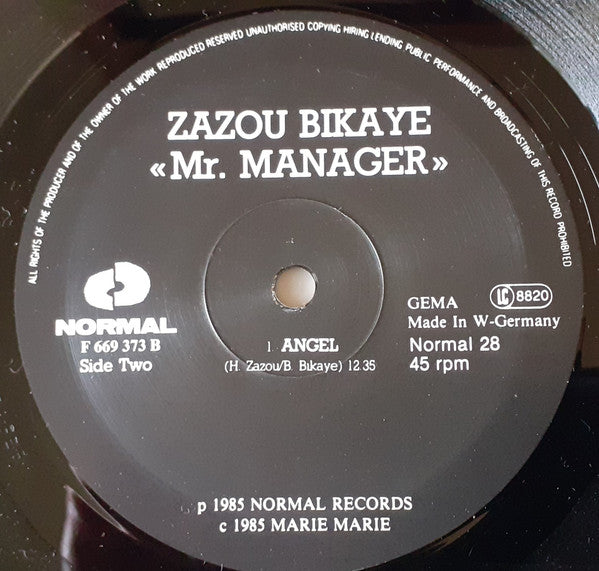 ALL RIGHTS OF THE PRODUCER AND OF THE OWNER OF THE WORK REPRODUCED RESERVED UNAUTHORISED COPYING HIRING LENDING PUBLIC PERFORMANCE AND BROADCASTING OF THIS RECORD PROHIBITED
ZAZOU BIKAYE
«Mr. MANAGER»
NORMAL
F 669 373 B
Side Two
1. ANGEL
(H. Zazou/B. Bikaye) 12.35
GEMA LC 8820
Made In W-Germany
Normal 28
45 rpm
p 1985 NORMAL RECORDS
c 1985 MARIE MARIE